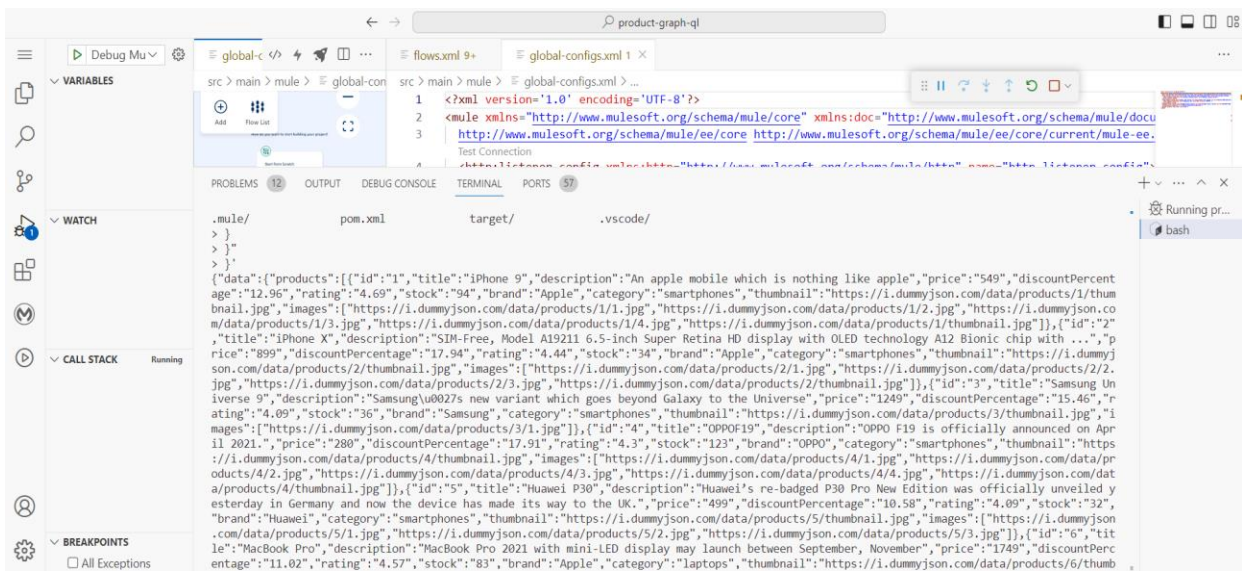 product-graph-ql
Debug Mu
VARIABLES
WATCH
CALL STACK
Running
BREAKPOINTS
All Exceptions
1
global-c
flows.xml 9+
global-configs.xml 1
src > main > mule > global-con
src > main > mule > global-configs.xml > ...
Add
Flow List
1 <?xml version='1.0' encoding='UTF-8'?>
2 <mule xmlns="http://www.mulesoft.org/schema/mule/core" xmlns:doc="http://www.mulesoft.org/schema/mule/docu
3 http://www.mulesoft.org/schema/mule/ee/core http://www.mulesoft.org/schema/mule/ee/core/current/mule-ee.
Test Connection
PROBLEMS 12 OUTPUT DEBUG CONSOLE TERMINAL PORTS 57
Running pr...
bash
.mule/ pom.xml target/ .vscode/
> }
> }"
> }'
{"data":{"products":[{"id":"1","title":"iPhone 9","description":"An apple mobile which is nothing like apple","price":"549","discountPercent
age":"12.96","rating":"4.69","stock":"94","brand":"Apple","category":"smartphones","thumbnail":"https://i.dummyjson.com/data/products/1/thum
bnail.jpg","images":["https://i.dummyjson.com/data/products/1/1.jpg","https://i.dummyjson.com/data/products/1/2.jpg","https://i.dummyjson.co
m/data/products/1/3.jpg","https://i.dummyjson.com/data/products/1/4.jpg","https://i.dummyjson.com/data/products/1/thumbnail.jpg"]},{"id":"2"
,"title":"iPhone X","description":"SIM-Free, Model A19211 6.5-inch Super Retina HD display with OLED technology A12 Bionic chip with ...","p
rice":"899","discountPercentage":"17.94","rating":"4.44","stock":"34","brand":"Apple","category":"smartphones","thumbnail":"https://i.dummyj
son.com/data/products/2/thumbnail.jpg","images":["https://i.dummyjson.com/data/products/2/1.jpg","https://i.dummyjson.com/data/products/2/2.
jpg","https://i.dummyjson.com/data/products/2/3.jpg","https://i.dummyjson.com/data/products/2/thumbnail.jpg"]},{"id":"3","title":"Samsung Un
iverse 9","description":"Samsung\u0027s new variant which goes beyond Galaxy to the Universe","price":"1249","discountPercentage":"15.46","r
ating":"4.09","stock":"36","brand":"Samsung","category":"smartphones","thumbnail":"https://i.dummyjson.com/data/products/3/thumbnail.jpg","i
mages":["https://i.dummyjson.com/data/products/3/1.jpg"]},{"id":"4","title":"OPPOF19","description":"OPPO F19 is officially announced on Apr
il 2021.","price":"280","discountPercentage":"17.91","rating":"4.3","stock":"123","brand":"OPPO","category":"smartphones","thumbnail":"https
://i.dummyjson.com/data/products/4/thumbnail.jpg","images":["https://i.dummyjson.com/data/products/4/1.jpg","https://i.dummyjson.com/data/pr
oducts/4/2.jpg","https://i.dummyjson.com/data/products/4/3.jpg","https://i.dummyjson.com/data/products/4/4.jpg","https://i.dummyjson.com/dat
a/products/4/thumbnail.jpg"]},{"id":"5","title":"Huawei P30","description":"Huawei’s re-badged P30 Pro New Edition was officially unveiled y
esterday in Germany and now the device has made its way to the UK.","price":"499","discountPercentage":"10.58","rating":"4.09","stock":"32",
"brand":"Huawei","category":"smartphones","thumbnail":"https://i.dummyjson.com/data/products/5/thumbnail.jpg","images":["https://i.dummyjson
.com/data/products/5/1.jpg","https://i.dummyjson.com/data/products/5/2.jpg","https://i.dummyjson.com/data/products/5/3.jpg"]},{"id":"6","tit
le":"MacBook Pro","description":"MacBook Pro 2021 with mini-LED display may launch between September, November","price":"1749","discountPerc
entage":"11.02","rating":"4.57","stock":"83","brand":"Apple","category":"laptops","thumbnail":"https://i.dummyjson.com/data/products/6/thumb